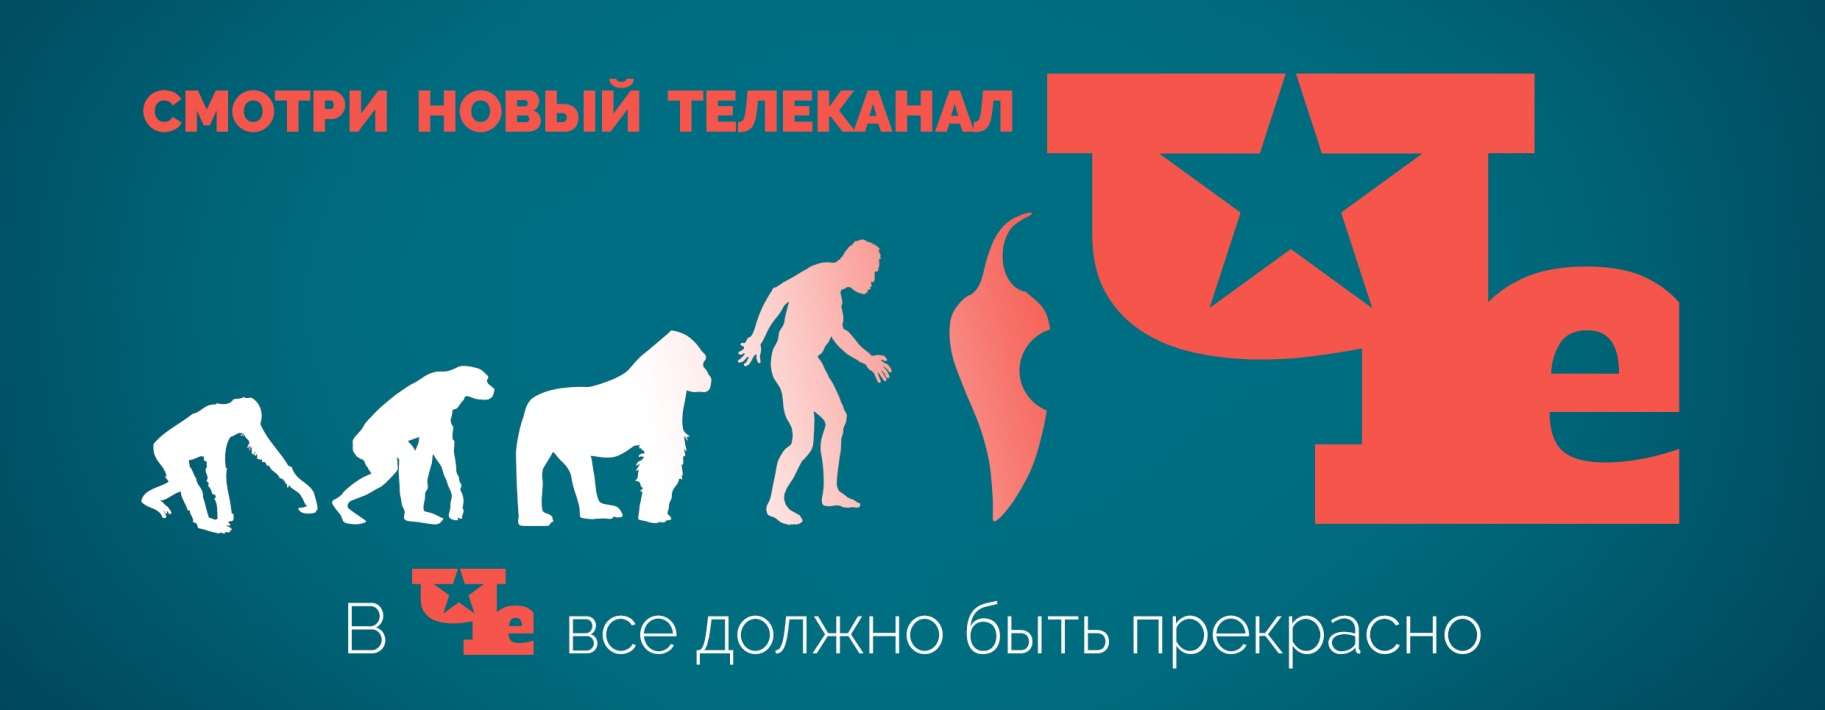 СМОТРИ НОВЫЙ ТЕЛЕКАНАЛ Че
В Че все должно быть прекрасно